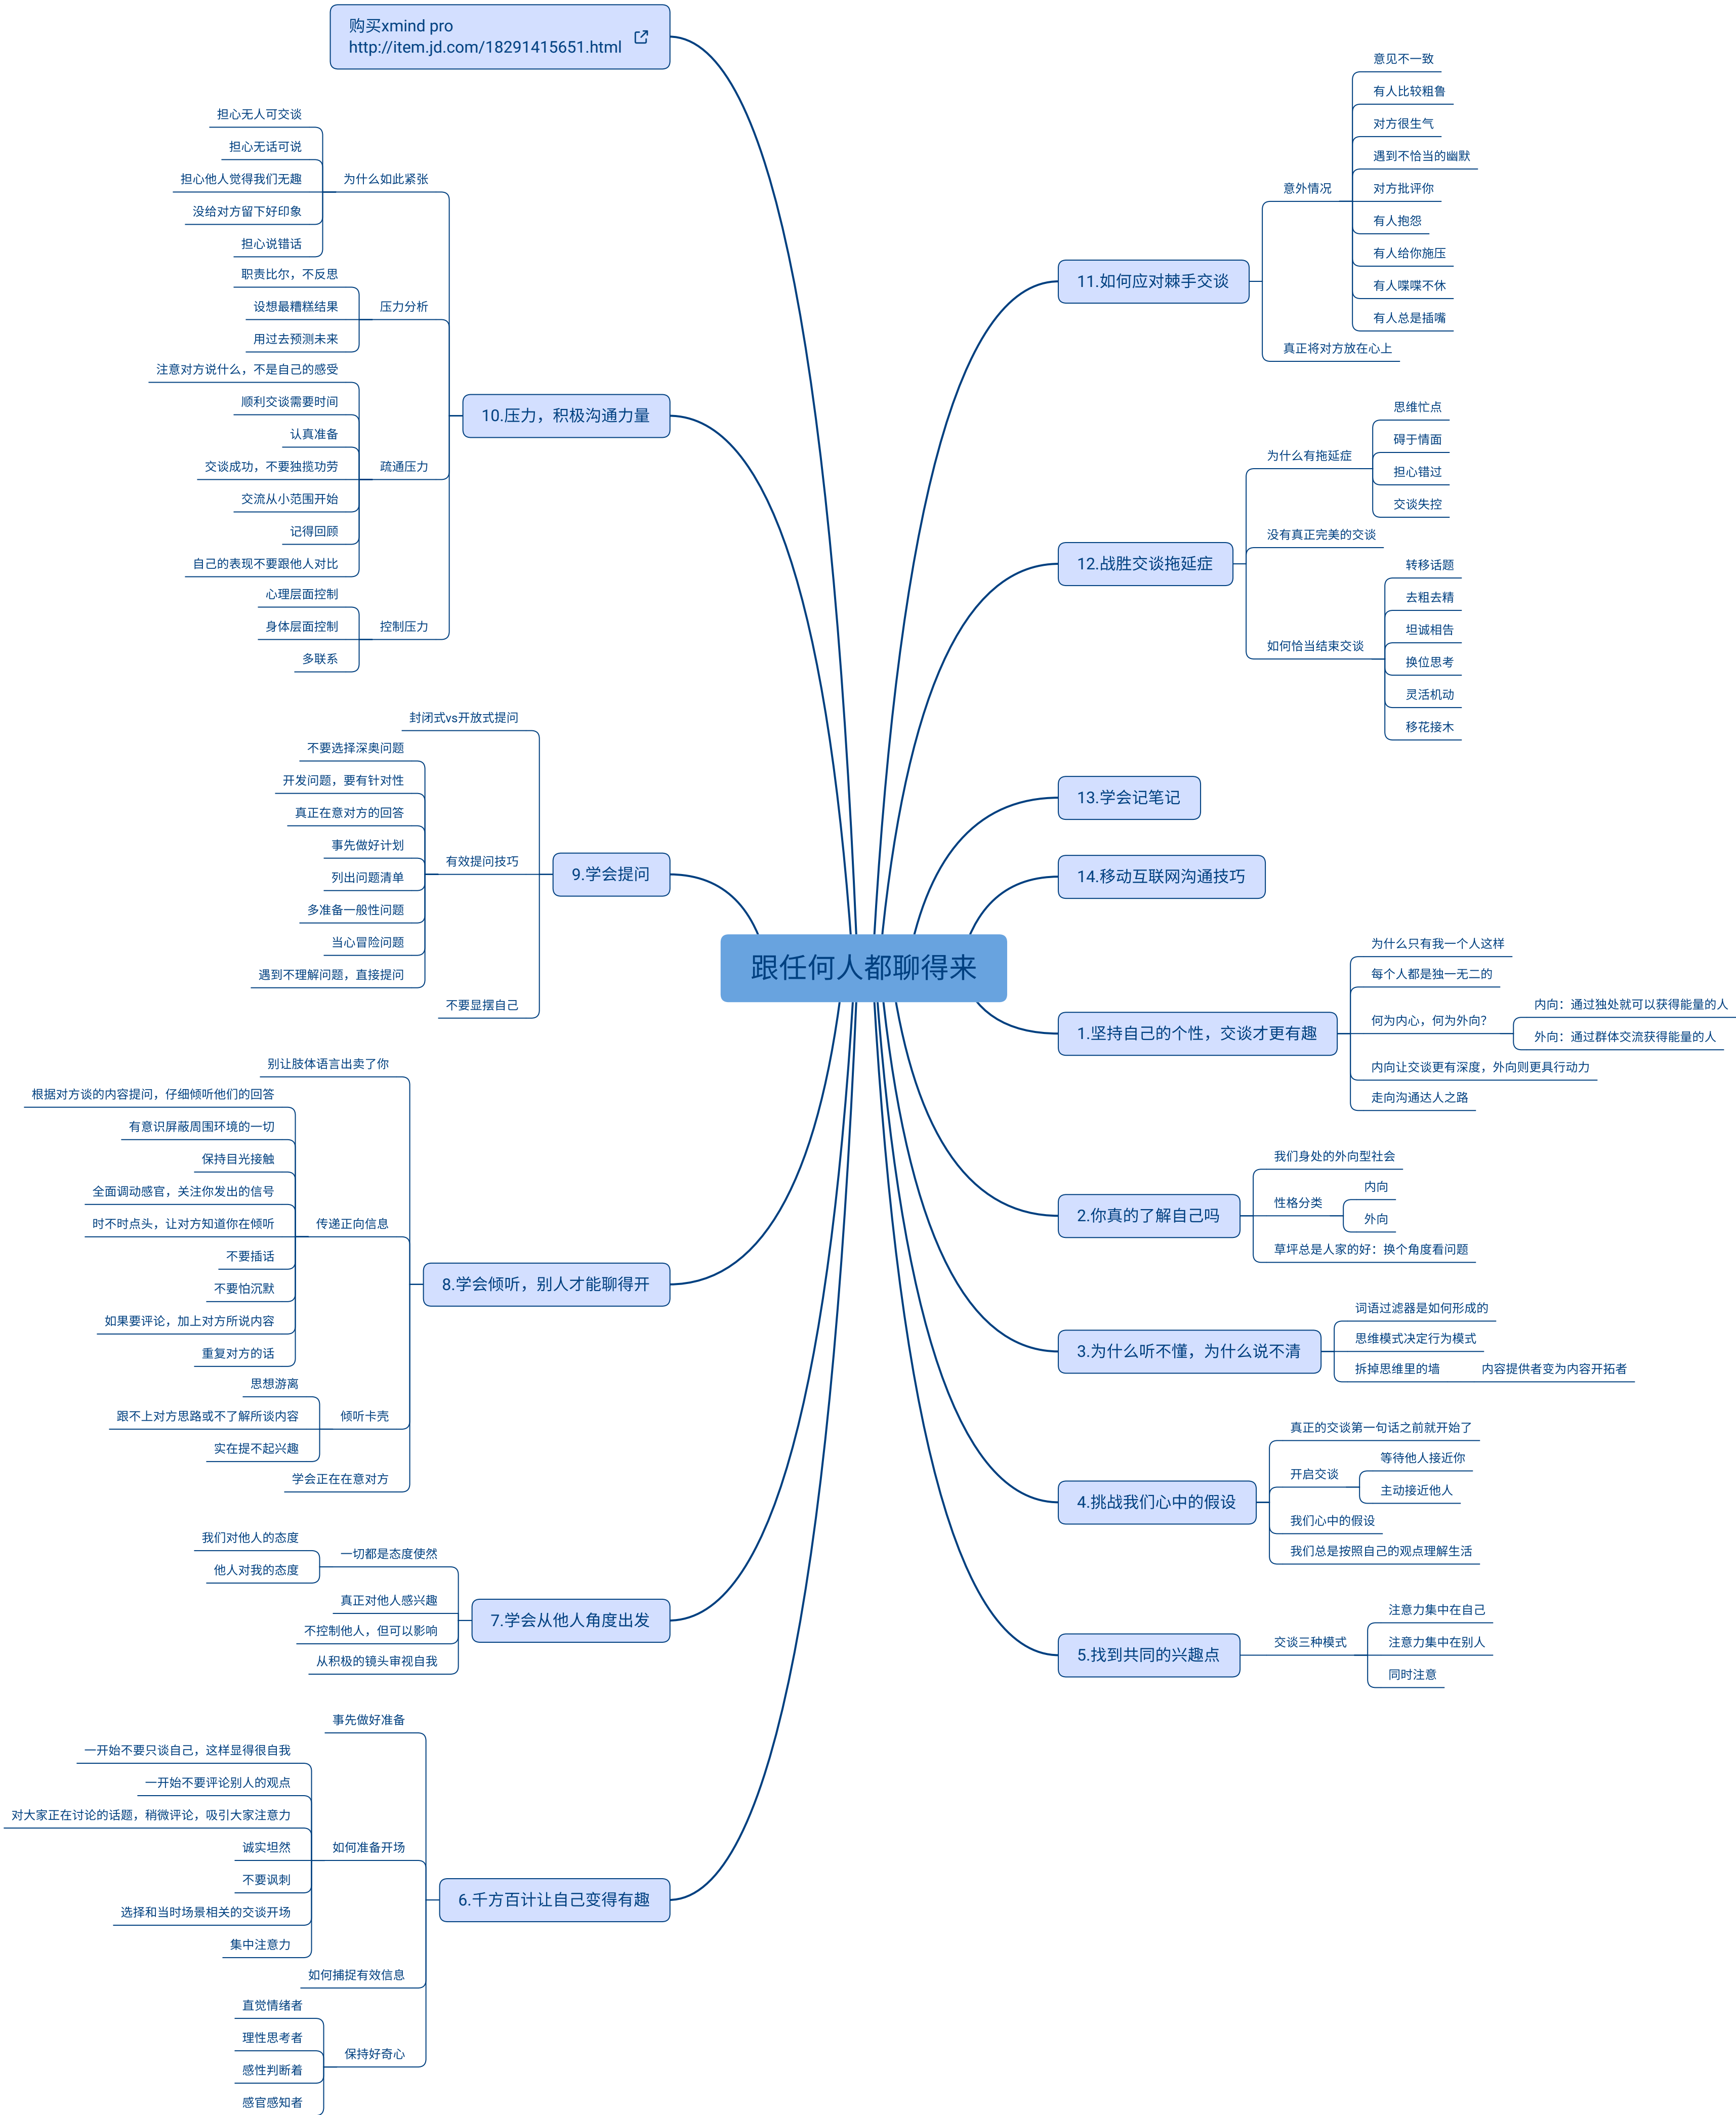 跟任何人都聊得来
1.坚持自己的个性，交谈才更有趣
为什么只有我一个人这样
每个人都是独一无二的
何为内心，何为外向？
内向：通过独处就可以获得能量的人
外向：通过群体交流获得能量的人
内向让交谈更有深度，外向则更具行动力
走向沟通达人之路
2.你真的了解自己吗
我们身处的外向型社会
性格分类
内向
外向
草坪总是人家的好：换个角度看问题
3.为什么听不懂，为什么说不清
词语过滤器是如何形成的
思维模式决定行为模式
拆掉思维里的墙
内容提供者变为内容开拓者
4.挑战我们心中的假设
真正的交谈第一句话之前就开始了
开启交谈
等待他人接近你
主动接近他人
我们心中的假设
我们总是按照自己的观点理解生活
5.找到共同的兴趣点
交谈三种模式
注意力集中在自己
注意力集中在别人
同时注意
6.千方百计让自己变得有趣
事先做好准备
如何准备开场
一开始不要只谈自己，这样显得很自我
一开始不要评论别人的观点
对大家正在讨论的话题，稍微评论，吸引大家注意力
诚实坦然
不要讽刺
选择和当时场景相关的交谈开场
集中注意力
如何捕捉有效信息
保持好奇心
直觉情绪者
理性思考者
感性判断着
感官感知者
7.学会从他人角度出发
一切都是态度使然
我们对他人的态度
他人对我的态度
真正对他人感兴趣
不控制他人，但可以影响
从积极的镜头审视自我
8.学会倾听，别人才能聊得开
别让肢体语言出卖了你
传递正向信息
根据对方谈的内容提问，仔细倾听他们的回答
有意识屏蔽周围环境的一切
保持目光接触
全面调动感官，关注你发出的信号
时不时点头，让对方知道你在倾听
不要插话
不要怕沉默
如果要评论，加上对方所说内容
重复对方的话
倾听卡壳
思想游离
跟不上对方思路或不了解所谈内容
实在提不起兴趣
学会正在在意对方
9.学会提问
封闭式vs开放式提问
有效提问技巧
不要选择深奥问题
开发问题，要有针对性
真正在意对方的回答
事先做好计划
列出问题清单
多准备一般性问题
当心冒险问题
遇到不理解问题，直接提问
不要显摆自己
10.压力，积极沟通力量
为什么如此紧张
担心无人可交谈
担心无话可说
担心他人觉得我们无趣
没给对方留下好印象
担心说错话
压力分析
职责比尔，不反思
设想最糟糕结果
用过去预测未来
疏通压力
注意对方说什么，不是自己的感受
顺利交谈需要时间
认真准备
交谈成功，不要独揽功劳
交流从小范围开始
记得回顾
自己的表现不要跟他人对比
控制压力
心理层面控制
身体层面控制
多联系
11.如何应对棘手交谈
意外情况
意见不一致
有人比较粗鲁
对方很生气
遇到不恰当的幽默
对方批评你
有人抱怨
有人给你施压
有人喋喋不休
有人总是插嘴
真正将对方放在心上
12.战胜交谈拖延症
为什么有拖延症
思维忙点
碍于情面
担心错过
交谈失控
没有真正完美的交谈
如何恰当结束交谈
转移话题
去粗去精
坦诚相告
换位思考
灵活机动
移花接木
13.学会记笔记
14.移动互联网沟通技巧
购买xmind pro
http://item.jd.com/18291415651.html